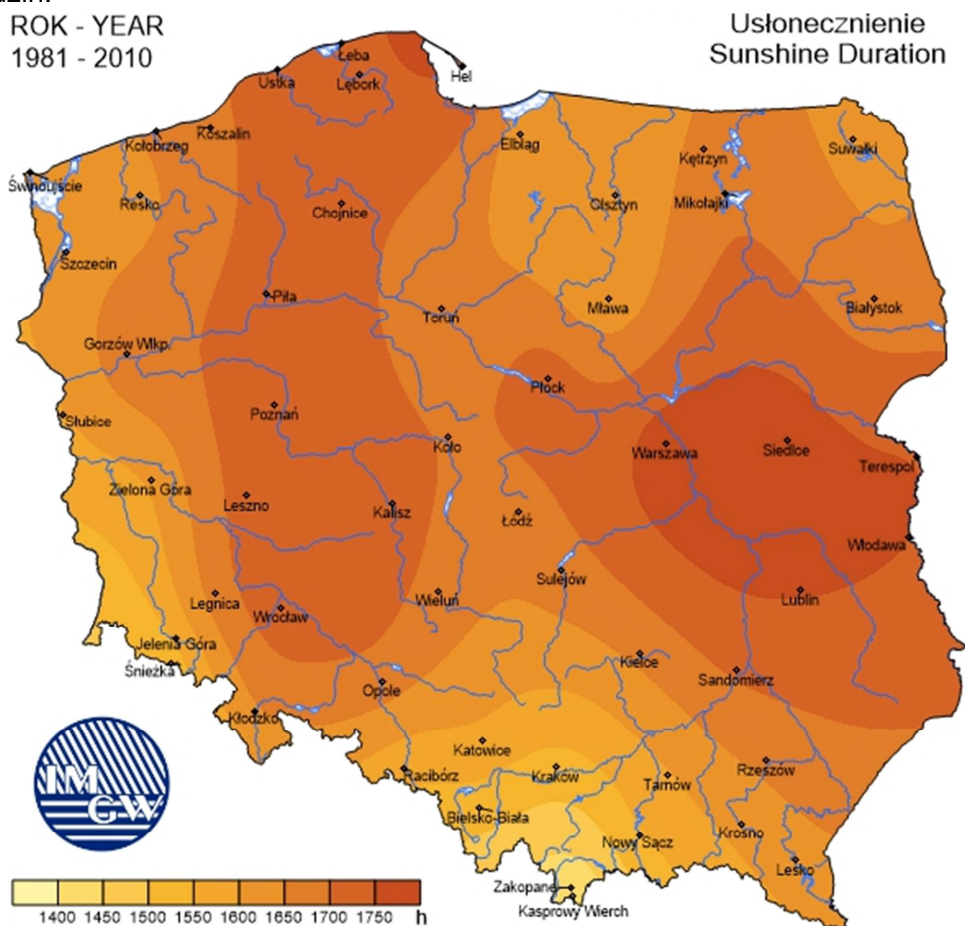 ROK - YEAR
1981 - 2010
Usłonecznienie
Sunshine Duration
Łeba
Hel
Ustka
Lębork
Koszalin
Kołobrzeg
Elbląg
Suwałki
Kętrzyn
Świnoujście
Resko
Chojnice
Olsztyn
Mikołajki
Szczecin
Piła
Toruń
Mława
Białystok
Gorzów Wlkp.
Płock
Słubice
Poznań
Koło
Warszawa
Siedlce
Terespol
Zielona Góra
Leszno
Kalisz
Łódź
Włodawa
Sulejów
Legnica
Wieluń
Lublin
Wrocław
Jelenia Góra
Śnieżka
Kielce
Sandomierz
Opole
Kłodzko
Katowice
Racibórz
Kraków
Tarnów
Rzeszów
Bielsko-Biała
Nowy Sącz
Krosno
Lesko
Zakopane
Kasprowy Wierch
IM
GW
1400 1450 1500 1550 1600 1650 1700 1750 h